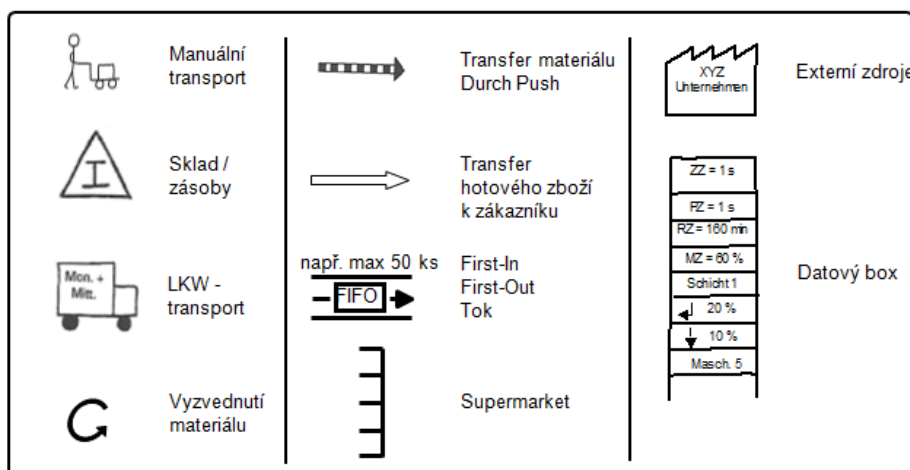 Manuální
transport
Sklad /
zásoby
I
Mon. +
Mitt.
LKW -
transport
Vyzvednutí
materiálu
Transfer materiálu
Durch Push
Transfer
hotového zboží
k zákazníku
např. max 50 ks
FIFO
First-In
First-Out
Tok
Supermarket
XYZ
Unternehmen
Externí zdroje
ZZ = 1 s
PZ = 1 s
RZ = 160 min
MZ = 60 %
Schicht 1
20 %
10 %
Masch. 5
Datový box